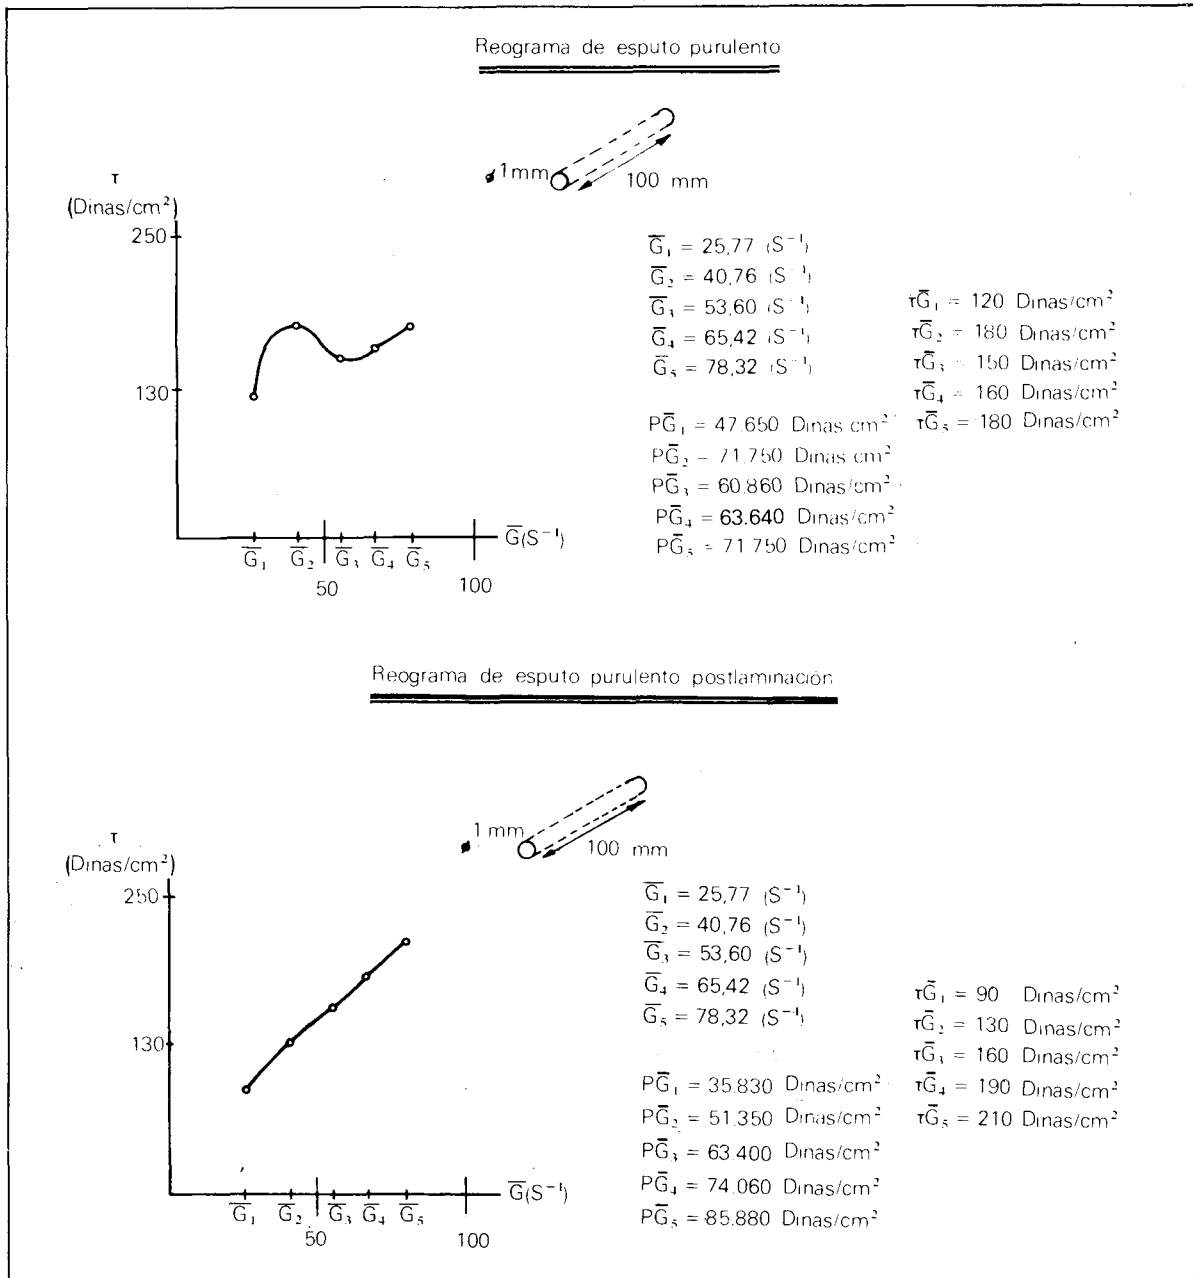 Reograma de esputo purulento
1 mm
100 mm
τ
(Dinas/cm²)
250
130
G̅₁ G̅₂ G̅₃ G̅₄ G̅₅
50
100
G̅(S⁻¹)
G̅₁ = 25,77 (S⁻¹)
G̅₂ = 40,76 (S⁻¹)
G̅₃ = 53,60 (S⁻¹)
G̅₄ = 65,42 (S⁻¹)
G̅₅ = 78,32 (S⁻¹)
τG̅₁ = 120 Dinas/cm²
τG̅₂ = 180 Dinas/cm²
τG̅₃ = 150 Dinas/cm²
τG̅₄ = 160 Dinas/cm²
τG̅₅ = 180 Dinas/cm²
PG̅₁ = 47.650 Dinas cm²
PG̅₂ = 71.750 Dinas cm²
PG̅₃ = 60.860 Dinas/cm²
PG̅₄ = 63.640 Dinas/cm²
PG̅₅ = 71.750 Dinas/cm²
Reograma de esputo purulento postlaminación
1 mm
100 mm
τ
(Dinas/cm²)
250
130
G̅₁ G̅₂ G̅₃ G̅₄ G̅₅
50
100
G̅(S⁻¹)
G̅₁ = 25,77 (S⁻¹)
G̅₂ = 40,76 (S⁻¹)
G̅₃ = 53,60 (S⁻¹)
G̅₄ = 65,42 (S⁻¹)
G̅₅ = 78,32 (S⁻¹)
τG̅₁ = 90 Dinas/cm²
τG̅₂ = 130 Dinas/cm²
τG̅₃ = 160 Dinas/cm²
τG̅₄ = 190 Dinas/cm²
τG̅₅ = 210 Dinas/cm²
PG̅₁ = 35.830 Dinas/cm²
PG̅₂ = 51.350 Dinas/cm²
PG̅₃ = 63.400 Dinas/cm²
PG̅₄ = 74.060 Dinas/cm²
PG̅₅ = 85.880 Dinas/cm²